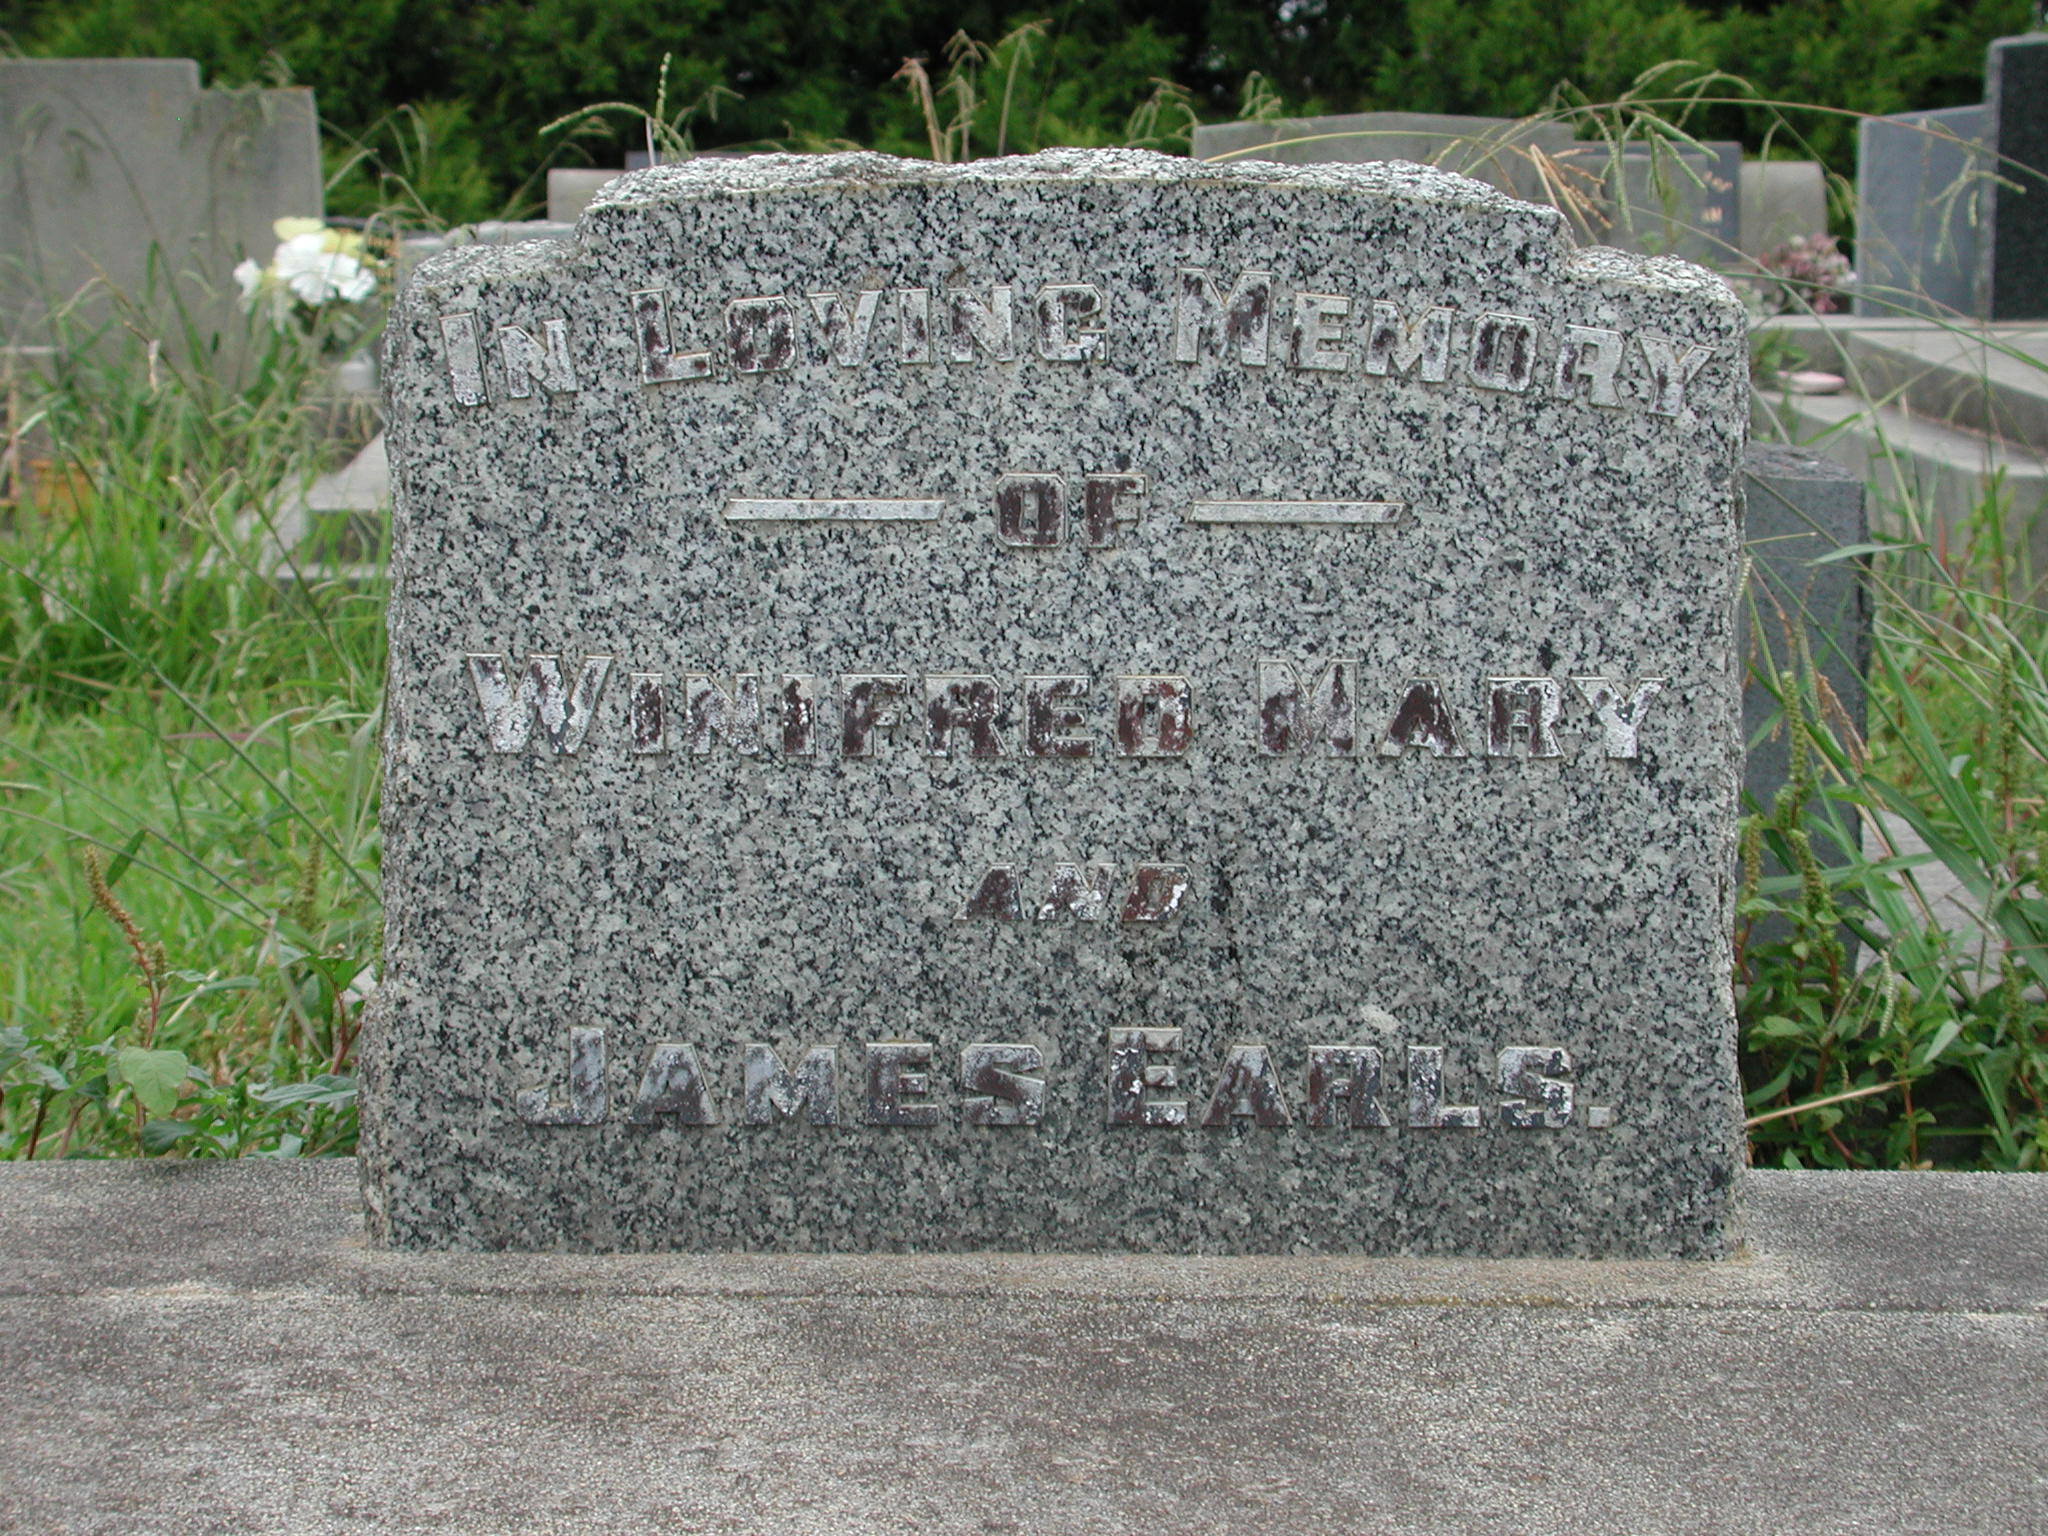 IN LOVING MEMORY
OF
WINIFRED MARY
AND
JAMES EARLS.